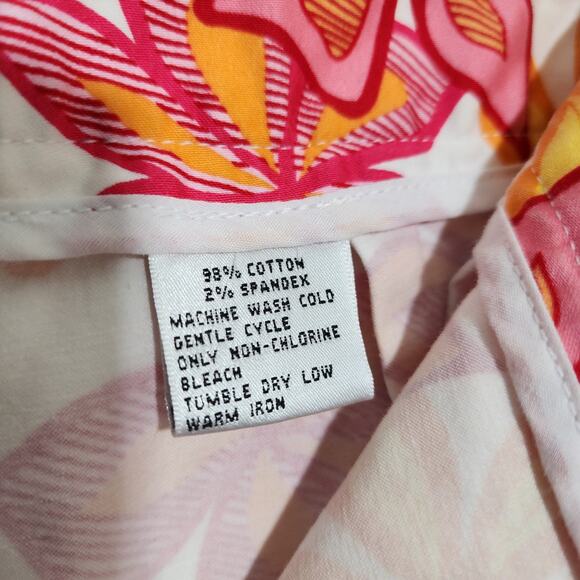 98% COTTON
2% SPANDEX
MACHINE WASH COLD
GENTLE CYCLE
ONLY NON-CHLORINE
BLEACH
TUMBLE DRY LOW
WARM IRON